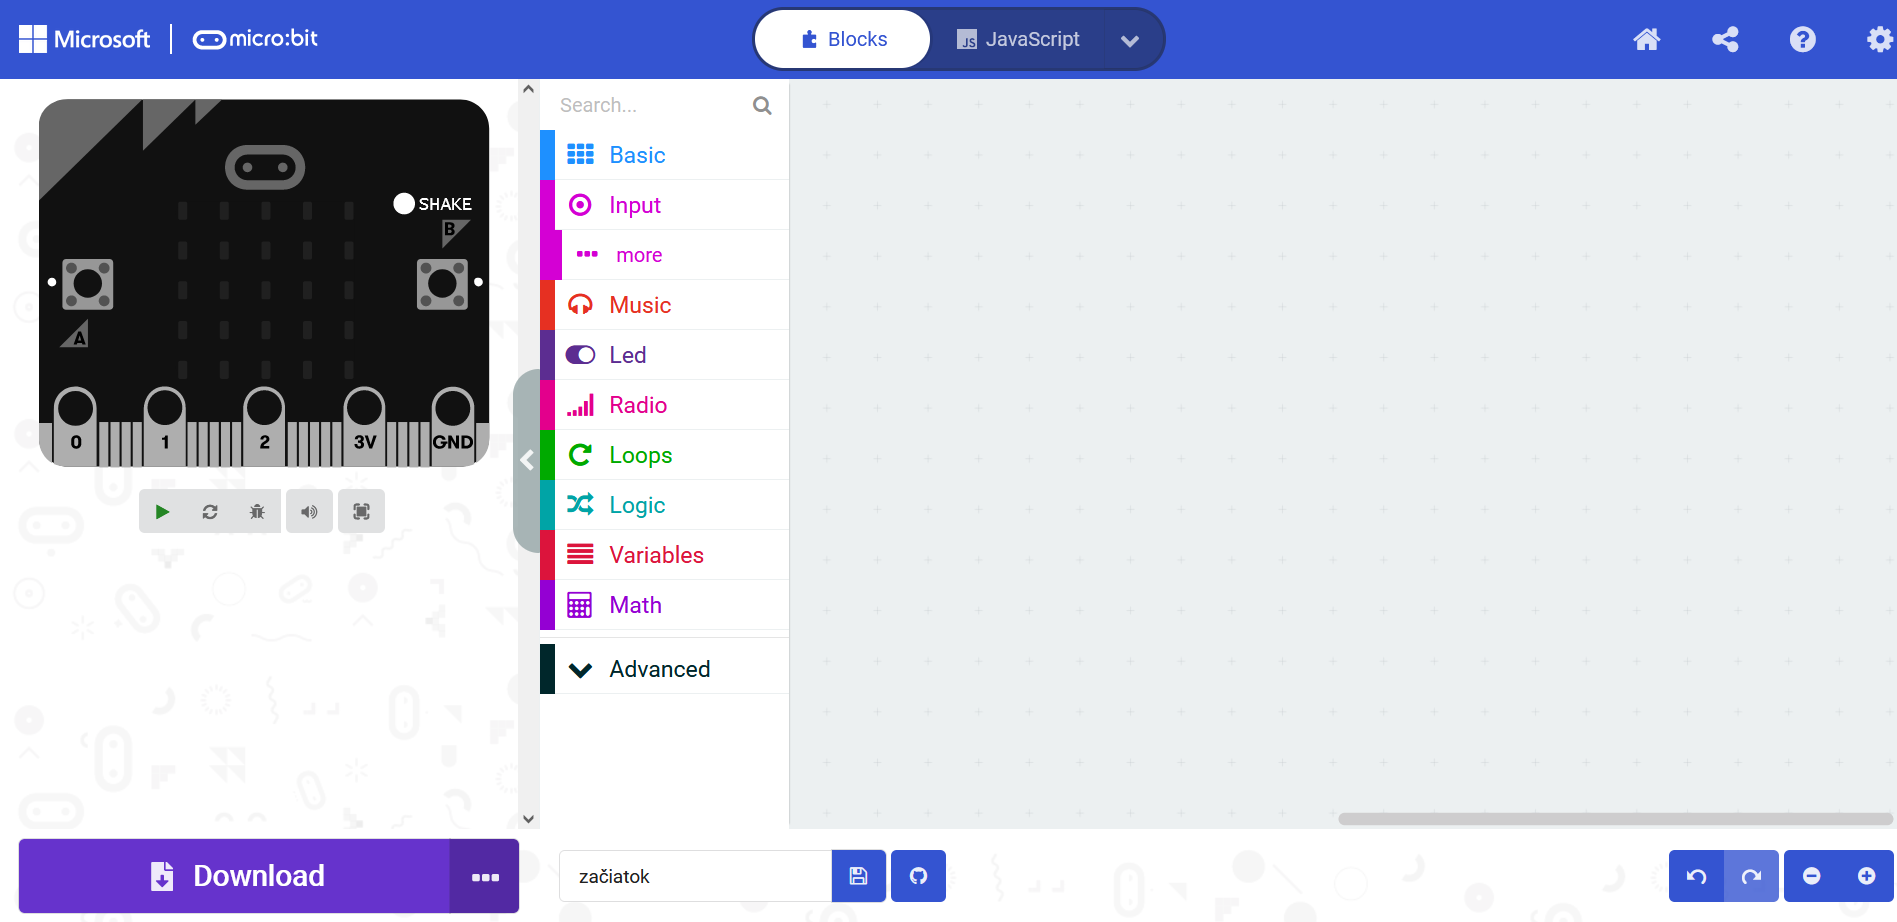 Microsoft
micro:bit
Blocks
JS JavaScript
Search...
Basic
Input
more
Music
Led
Radio
Loops
Logic
Variables
Math
Advanced
SHAKE
B
A
0 1 2 3V GND
Download
začiatok